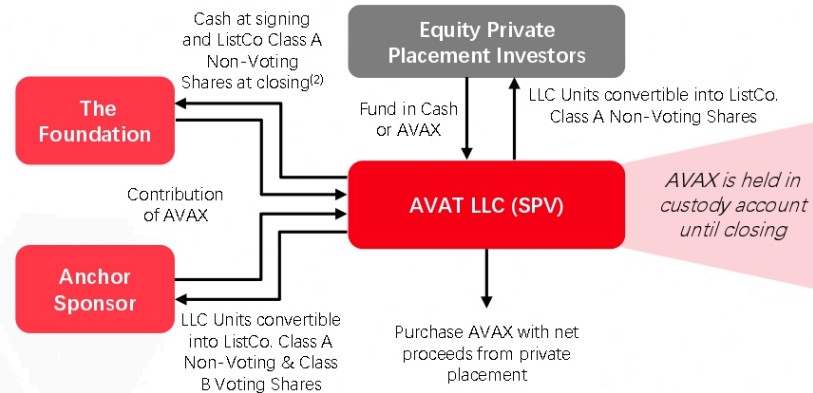 Cash at signing
and ListCo Class A
Non-Voting
Shares at closing(2)
Equity Private
Placement Investors
The
Foundation
Fund in Cash
or AVAX
LLC Units convertible into ListCo.
Class A Non-Voting Shares
Contribution
of AVAX
AVAT LLC (SPV)
AVAX is held in
custody account
until closing
Anchor
Sponsor
LLC Units convertible
into ListCo. Class A
Non-Voting & Class
B Voting Shares
Purchase AVAX with net
proceeds from private
placement